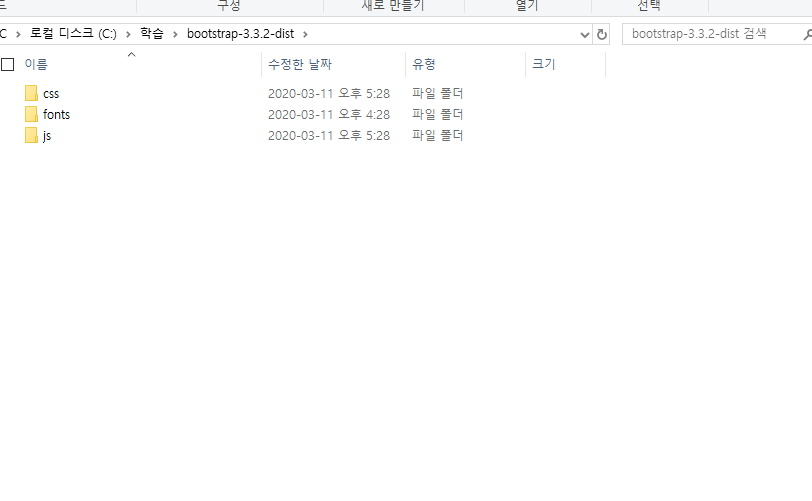 구성 새로 만들기 열기 선택
C > 로컬 디스크 (C:) > 학습 > bootstrap-3.3.2-dist > bootstrap-3.3.2-dist 검색
이름 수정한 날짜 유형 크기
css 2020-03-11 오후 5:28 파일 폴더
fonts 2020-03-11 오후 4:28 파일 폴더
js 2020-03-11 오후 5:28 파일 폴더